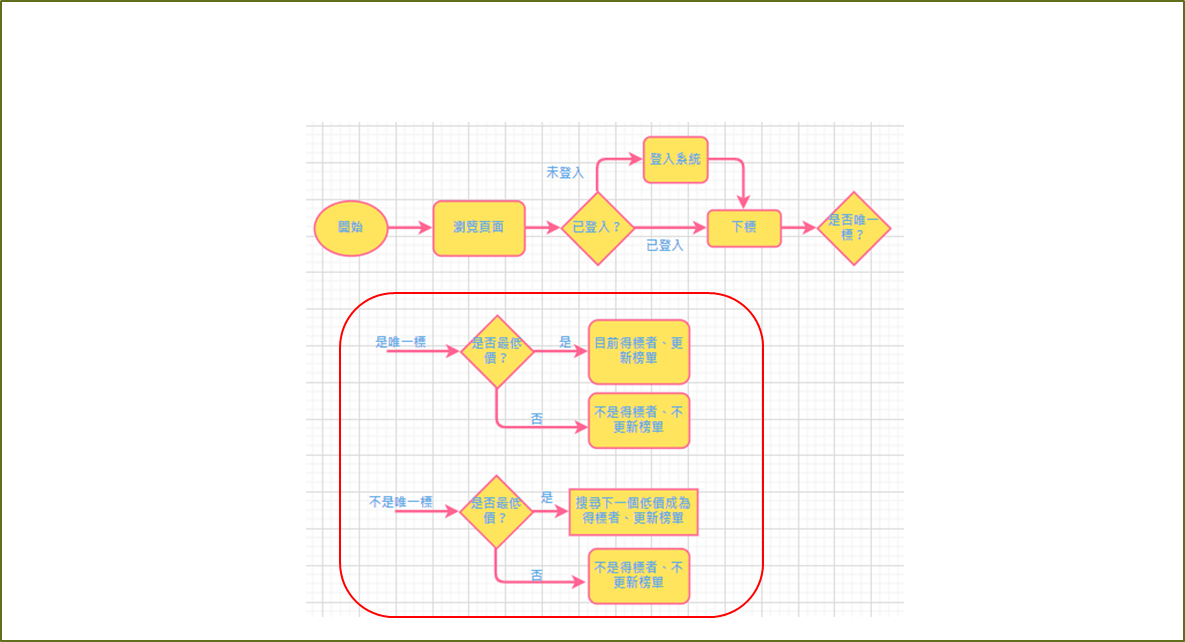 登入系統
未登入
開始
瀏覽頁面
已登入？
下標
是否唯一
標？
已登入
是唯一標
是否最低
價？
是
目前得標者、更
新榜單
否
不是得標者、不
更新榜單
不是唯一標
是否最低
價？
是
搜尋下一個低價成為
得標者、更新榜單
否
不是得標者、不
更新榜單